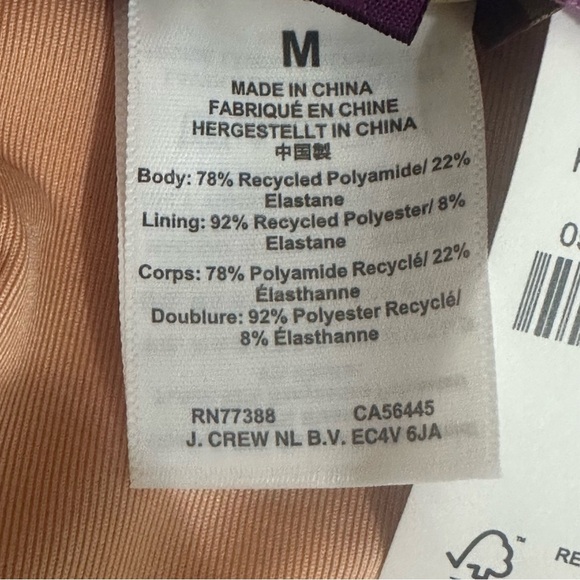 M
MADE IN CHINA
FABRIQUÉ EN CHINE
HERGESTELLT IN CHINA
中国製
Body: 78% Recycled Polyamide/ 22%
Elastane
Lining: 92% Recycled Polyester/ 8%
Elastane
Corps: 78% Polyamide Recyclé/ 22%
Élasthanne
Doublure: 92% Polyester Recyclé/
8% Élasthanne
RN77388 CA56445
J. CREW NL B.V. EC4V 6JA
RE